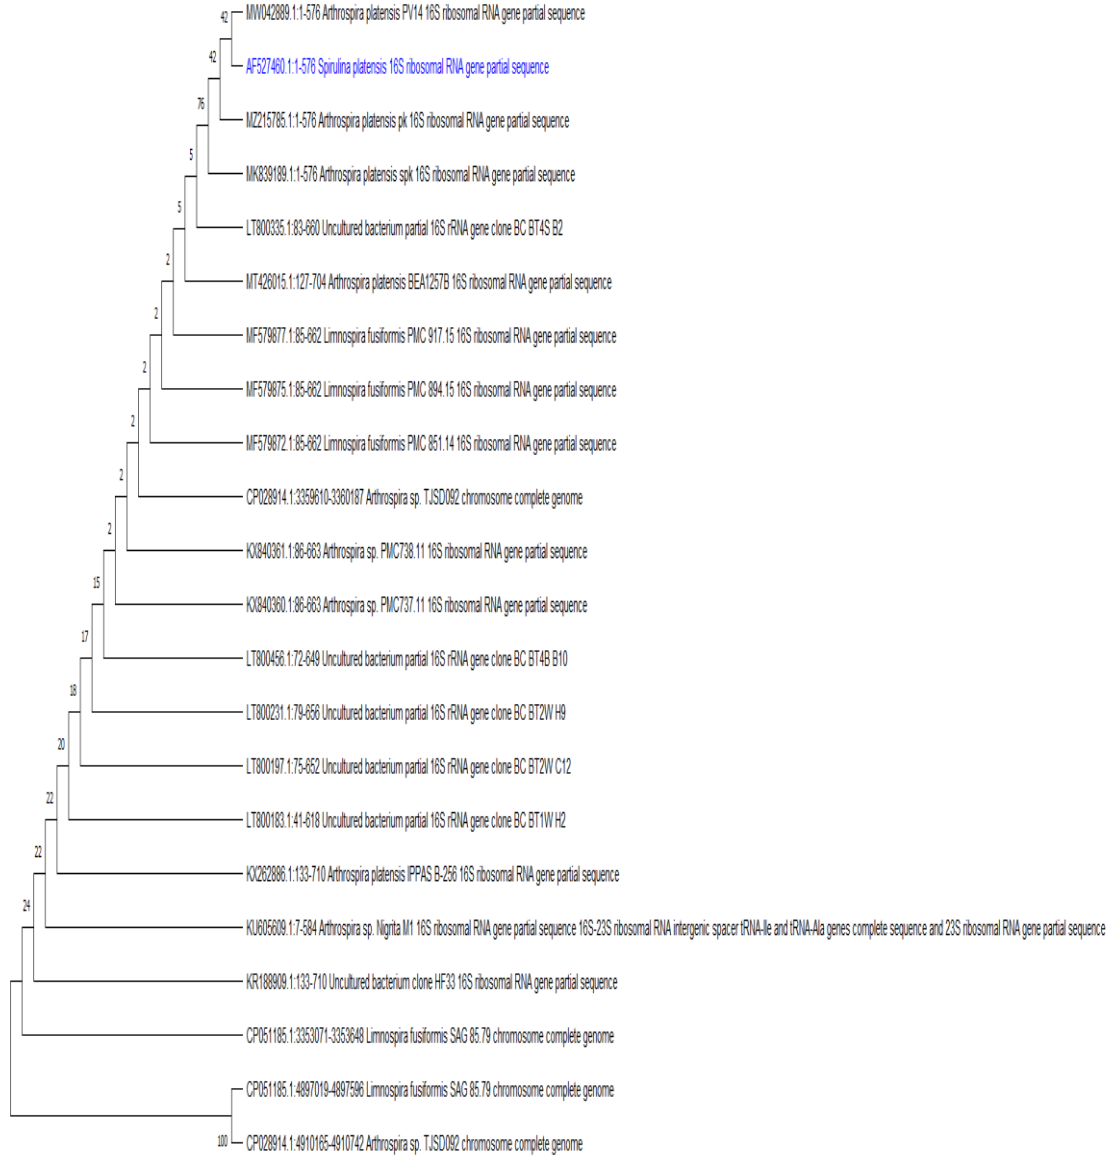 42
MW042889.1:1-576 Arthrospira platensis PV14 16S ribosomal RNA gene partial sequence
42
AF527460.1:1-576 Spirulina platensis 16S ribosomal RNA gene partial sequence
76
MZ215785.1:1-576 Arthrospira platensis pk 16S ribosomal RNA gene partial sequence
5
MK839189.1:1-576 Arthrospira platensis spk 16S ribosomal RNA gene partial sequence
5
LT800335.1:83-660 Uncultured bacterium partial 16S rRNA gene clone BC BT4S B2
2
MT426015.1:127-704 Arthrospira platensis BEA1257B 16S ribosomal RNA gene partial sequence
2
MF579877.1:85-662 Limnospira fusiformis PMC 917.15 16S ribosomal RNA gene partial sequence
2
MF579875.1:85-662 Limnospira fusiformis PMC 894.15 16S ribosomal RNA gene partial sequence
2
MF579872.1:85-662 Limnospira fusiformis PMC 851.14 16S ribosomal RNA gene partial sequence
2
CP028914.1:3359610-3360187 Arthrospira sp. TJSD092 chromosome complete genome
2
KX840361.1:86-663 Arthrospira sp. PMC738.11 16S ribosomal RNA gene partial sequence
15
KX840360.1:86-663 Arthrospira sp. PMC737.11 16S ribosomal RNA gene partial sequence
17
LT800456.1:72-649 Uncultured bacterium partial 16S rRNA gene clone BC BT4B B10
18
LT800231.1:79-656 Uncultured bacterium partial 16S rRNA gene clone BC BT2W H9
20
LT800197.1:75-652 Uncultured bacterium partial 16S rRNA gene clone BC BT2W C12
22
LT800183.1:41-618 Uncultured bacterium partial 16S rRNA gene clone BC BT1W H2
22
KX262886.1:133-710 Arthrospira platensis IPPAS B-256 16S ribosomal RNA gene partial sequence
24
KU605609.1:7-584 Arthrospira sp. Nigrita M1 16S ribosomal RNA gene partial sequence 16S-23S ribosomal RNA intergenic spacer tRNA-Ile and tRNA-Ala genes complete sequence and 23S ribosomal RNA gene partial sequence
KR188909.1:133-710 Uncultured bacterium clone HF33 16S ribosomal RNA gene partial sequence
CP051185.1:3353071-3353648 Limnospira fusiformis SAG 85.79 chromosome complete genome
CP051185.1:4897019-4897596 Limnospira fusiformis SAG 85.79 chromosome complete genome
100
CP028914.1:4910165-4910742 Arthrospira sp. TJSD092 chromosome complete genome